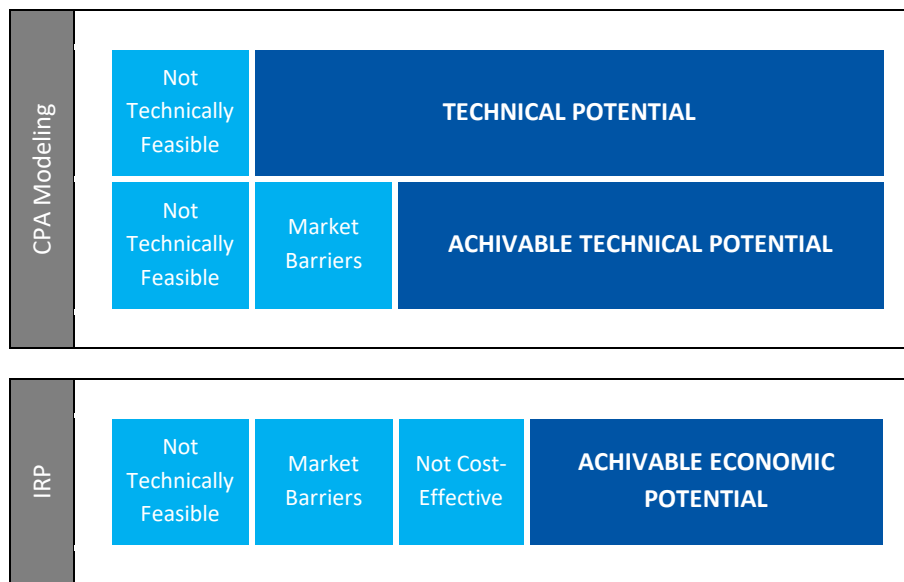 CPA Modeling
Not
Technically
Feasible
TECHNICAL POTENTIAL
Not
Technically
Feasible
Market
Barriers
ACHIVABLE TECHNICAL POTENTIAL
IRP
Not
Technically
Feasible
Market
Barriers
Not Cost-
Effective
ACHIVABLE ECONOMIC
POTENTIAL